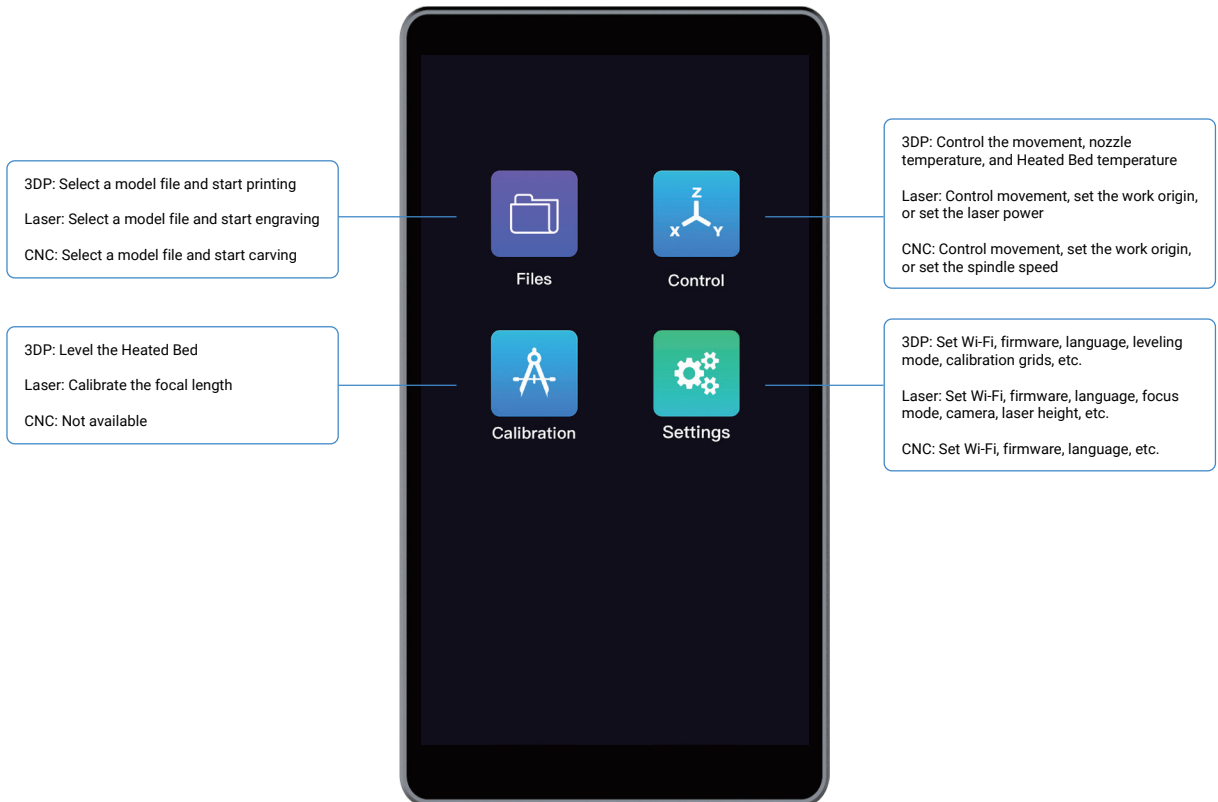 3DP: Select a model file and start printing
Laser: Select a model file and start engraving
CNC: Select a model file and start carving
Files
Z
X
Y
Control
3DP: Control the movement, nozzle
temperature, and Heated Bed temperature
Laser: Control movement, set the work origin,
or set the laser power
CNC: Control movement, set the work origin,
or set the spindle speed
3DP: Level the Heated Bed
Laser: Calibrate the focal length
CNC: Not available
Calibration
Settings
3DP: Set Wi-Fi, firmware, language, leveling
mode, calibration grids, etc.
Laser: Set Wi-Fi, firmware, language, focus
mode, camera, laser height, etc.
CNC: Set Wi-Fi, firmware, language, etc.